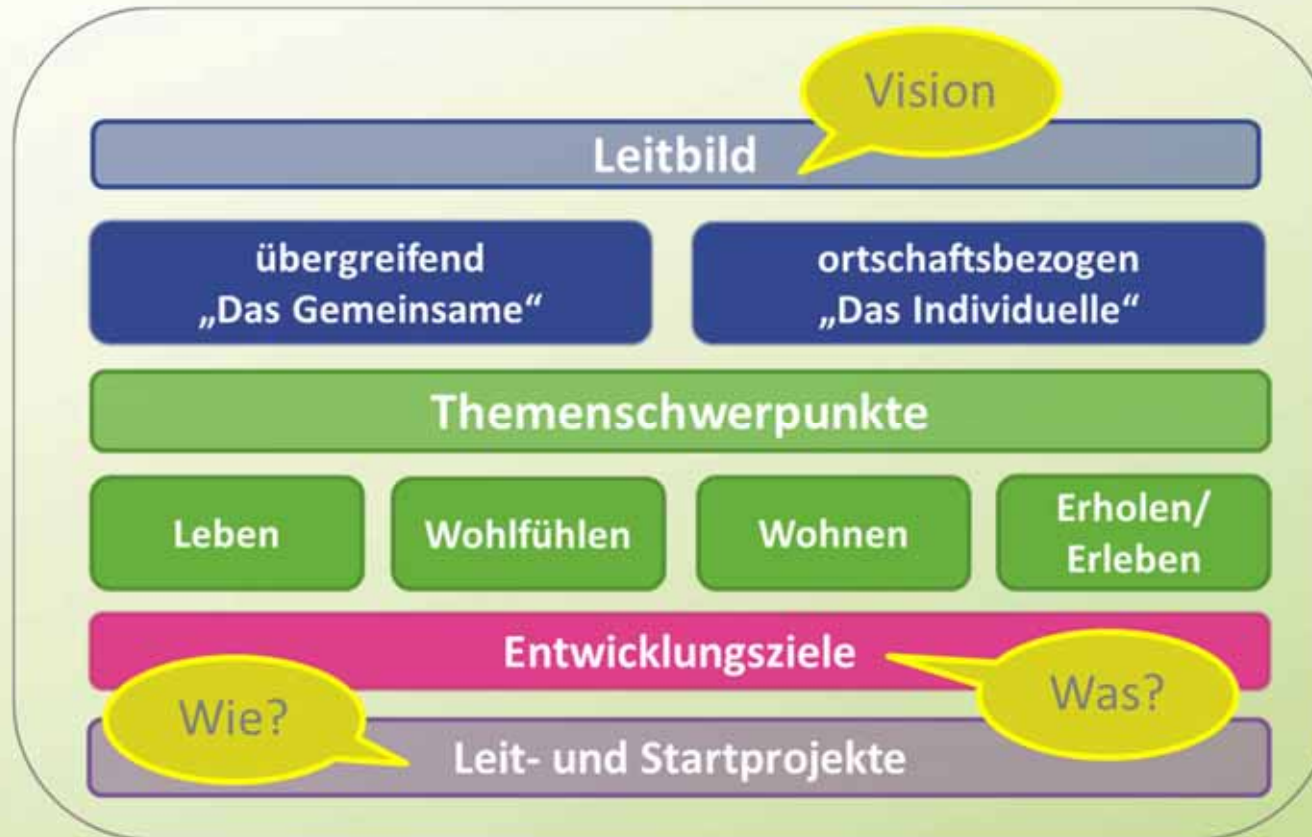 Vision
Leitbild
übergreifend
„Das Gemeinsame“
ortschaftsbezogen
„Das Individuelle“
Themenschwerpunkte
Leben
Wohlfühlen
Wohnen
Erholen/
Erleben
Entwicklungsziele
Was?
Wie?
Leit- und Startprojekte